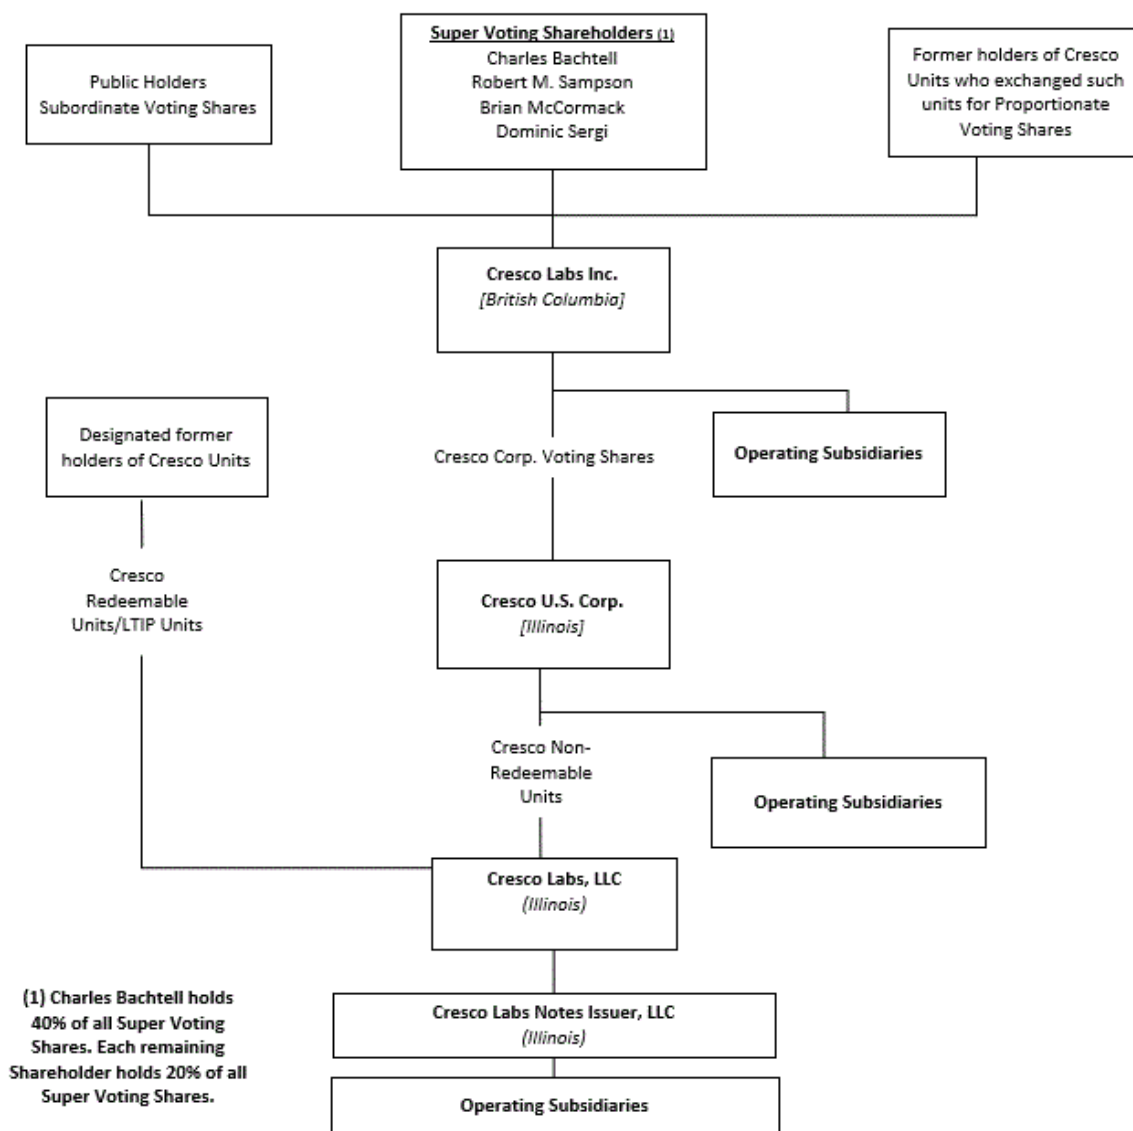 Super Voting Shareholders (1)
Charles Bachtell
Robert M. Sampson
Brian McCormack
Dominic Sergi
Public Holders
Subordinate Voting Shares
Former holders of Cresco
Units who exchanged such
units for Proportionate
Voting Shares
Cresco Labs Inc.
[British Columbia]
Designated former
holders of Cresco Units
Cresco Corp. Voting Shares
Operating Subsidiaries
Cresco
Redeemable
Units/LTIP Units
Cresco U.S. Corp.
[Illinois]
Cresco Non-
Redeemable
Units
Operating Subsidiaries
Cresco Labs, LLC
(Illinois)
(1) Charles Bachtell holds
40% of all Super Voting
Shares. Each remaining
Shareholder holds 20% of all
Super Voting Shares.
Cresco Labs Notes Issuer, LLC
(Illinois)
Operating Subsidiaries